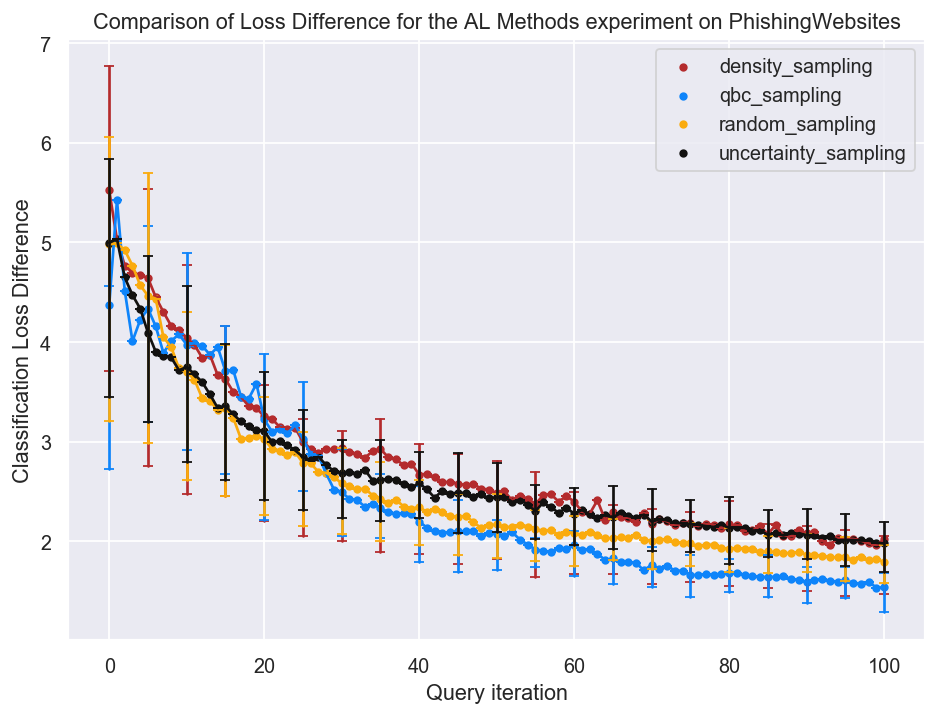 Comparison of Loss Difference for the AL Methods experiment on PhishingWebsites
7
6
5
4
3
2
Classification Loss Difference
density_sampling
qbc_sampling
random_sampling
uncertainty_sampling
0 20 40 60 80 100
Query iteration